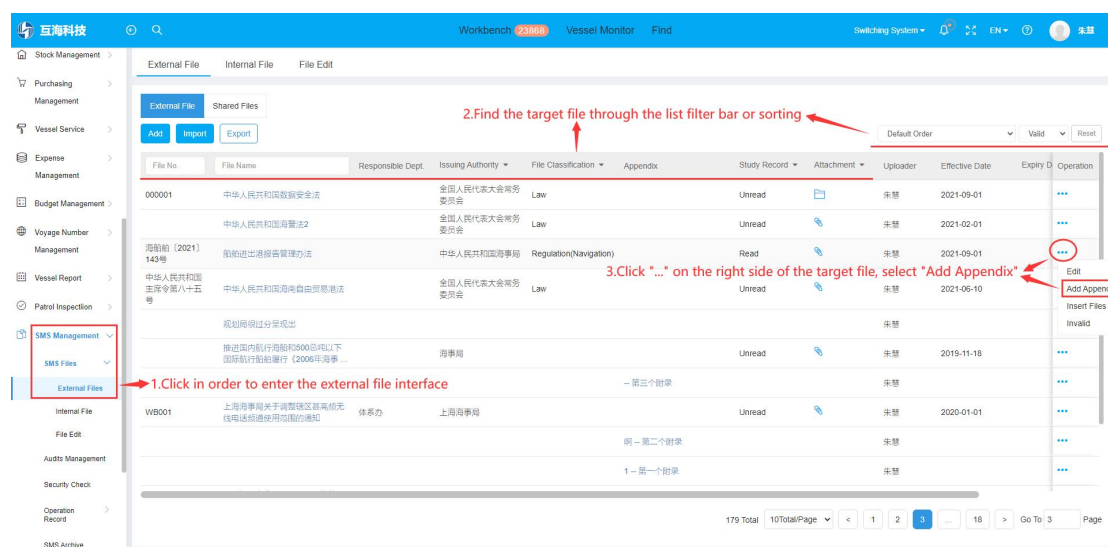 互海科技
Workbench 23868 Vessel Monitor Find
Switching System EN 朱慧
Stock Management
Purchasing
Management
Vessel Service
Expense
Management
Budget Management
Voyage Number
Management
Vessel Report
Patrol Inspection
SMS Management
SMS Files
External Files
Internal File
File Edit
Audits Management
Security Check
Operation
Record
SMS Archive
External File Internal File File Edit
External File Shared Files
2.Find the target file through the list filter bar or sorting
Add Import Export
Default Order Valid Reset
File No. File Name Responsible Dept. Issuing Authority File Classification Appendix Study Record Attachment Uploader Effective Date Expiry D Operation
000001 中华人民共和国数据安全法 全国人民代表大会常务
委员会 Law Unread 朱慧 2021-09-01
中华人民共和国海警法2 全国人民代表大会常务
委员会 Law Unread 朱慧 2021-02-01
海船舶〔2021〕
143号 船舶进出港报告管理办法 中华人民共和国海事局 Regulation(Navigation) Read 朱慧 2021-09-01
3.Click "..." on the right side of the target file, select "Add Appendix"
Edit
Add Append
Insert Files
Invalid
中华人民共和国
主席令第八十五
号 中华人民共和国海南自由贸易港法 全国人民代表大会常务
委员会 Law Unread 朱慧 2021-06-10
规划局很过分呈现出 朱慧
推进国内航行海船和500总吨以下
国际航行船舶履行《2006年海事 ... 海事局 Unread 朱慧 2019-11-18
1.Click in order to enter the external file interface
-- 第三个附录 朱慧
WB001 上海海事局关于调整辖区甚高频无
线电话频道使用范围的通知 体系办 上海海事局 Unread 朱慧 2020-01-01
啊 -- 第二个附录 朱慧
1 -- 第一个附录 朱慧
179 Total 10Total/Page < 1 2 3 ... 18 > Go To 3 Page